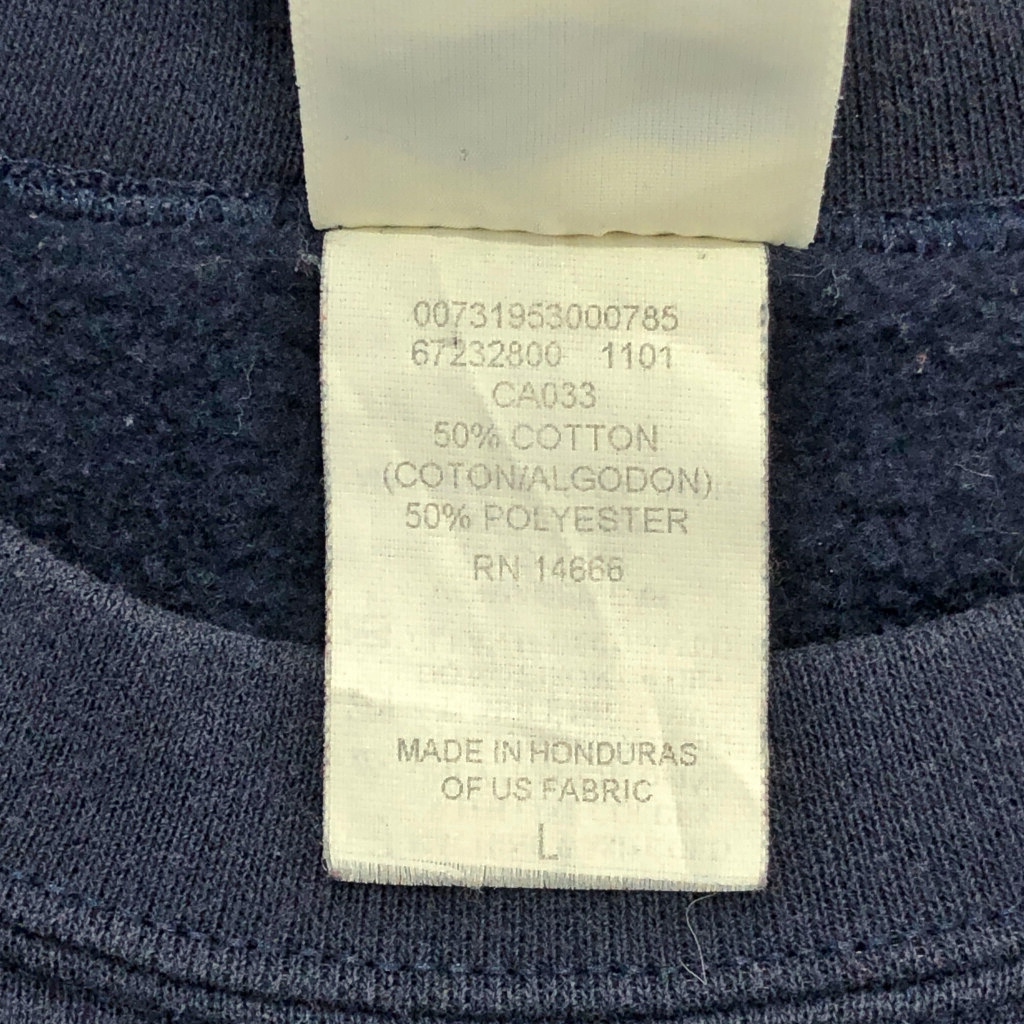 00731953000785
67232800 1101
CA033
50% COTTON
(COTON/ALGODON)
50% POLYESTER
RN 14666
MADE IN HONDURAS
OF US FABRIC
L